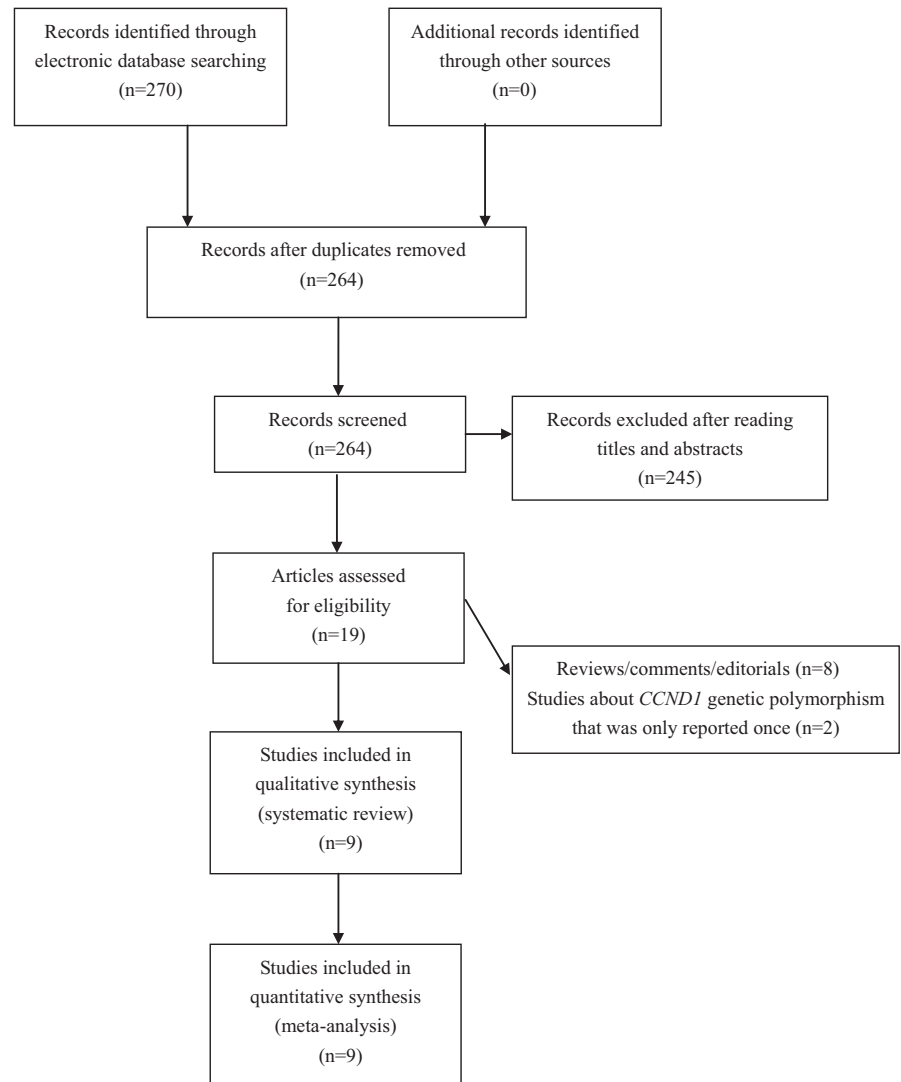 Records identified through
electronic database searching
(n=270)
Additional records identified
through other sources
(n=0)
Records after duplicates removed
(n=264)
Records screened
(n=264)
Records excluded after reading
titles and abstracts
(n=245)
Articles assessed
for eligibility
(n=19)
Reviews/comments/editorials (n=8)
Studies about CCND1 genetic polymorphism
that was only reported once (n=2)
Studies included in
qualitative synthesis
(systematic review)
(n=9)
Studies included in
quantitative synthesis
(meta-analysis)
(n=9)